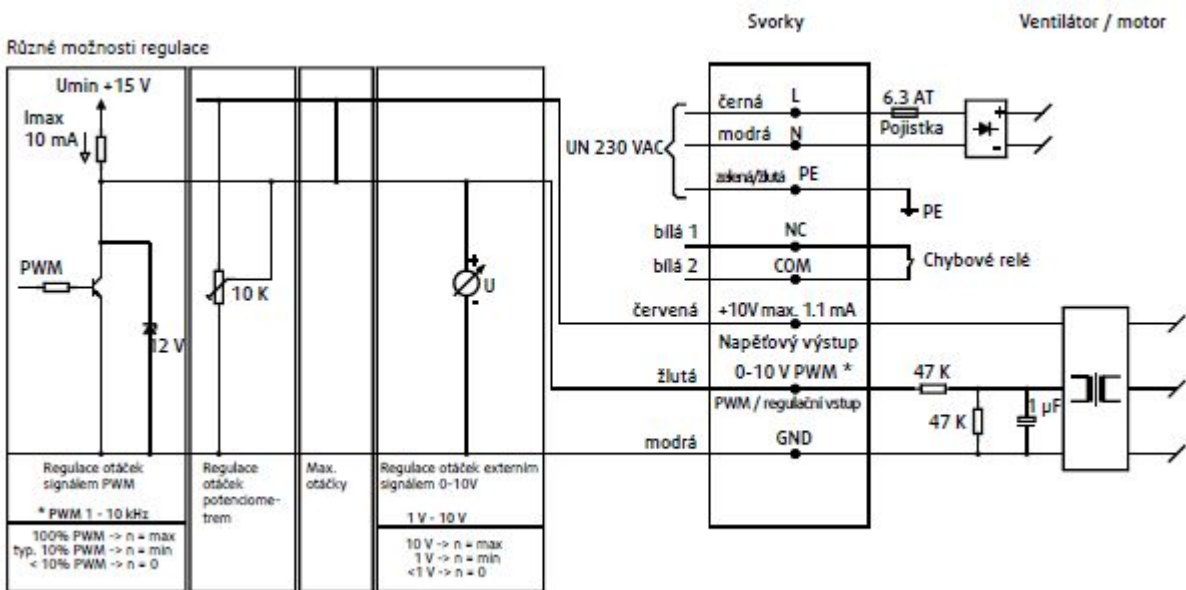 Svorky
Ventilátor / motor
Různé možnosti regulace
Umin +15 V
Imax
10 mA
PWM
12 V
10 K
U
+
-
UN 230 VAC
černá L
modrá N
zelená/žlutá PE
bílá 1 NC
bílá 2 COM
červená +10V max. 1.1 mA
Napěťový výstup
žlutá 0-10 V PWM *
PWM / regulační vstup
modrá GND
6.3 AT
Pojistka
+
-
PE
Chybové relé
47 K
47 K
1 µF
Regulace otáček
signálem PWM
* PWM 1 - 10 kHz
100% PWM -> n = max
typ. 10% PWM -> n = min
< 10% PWM -> n = 0
Regulace
otáček
potenciome-
trem
Max.
otáčky
Regulace otáček externím
signálem 0-10V
1 V - 10 V
10 V -> n = max
1 V -> n = min
<1 V -> n = 0